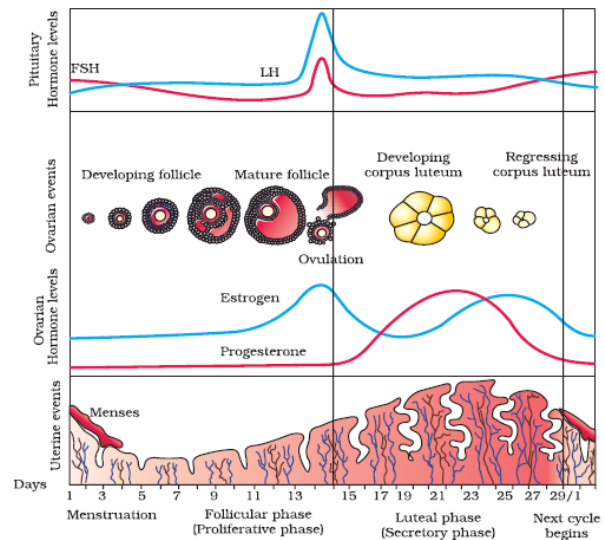 Pituitary
Hormone levels
FSH
LH
Ovarian events
Developing follicle
Mature follicle
Developing
corpus luteum
Regressing
corpus luteum
Ovulation
Ovarian
Hormone levels
Estrogen
Progesterone
Uterine events
Menses
Days
1 3 5 7 9 11 13 15 17 19 21 23 25 27 29/1
Menstruation
Follicular phase
(Proliferative phase)
Luteal phase
(Secretory phase)
Next cycle
begins